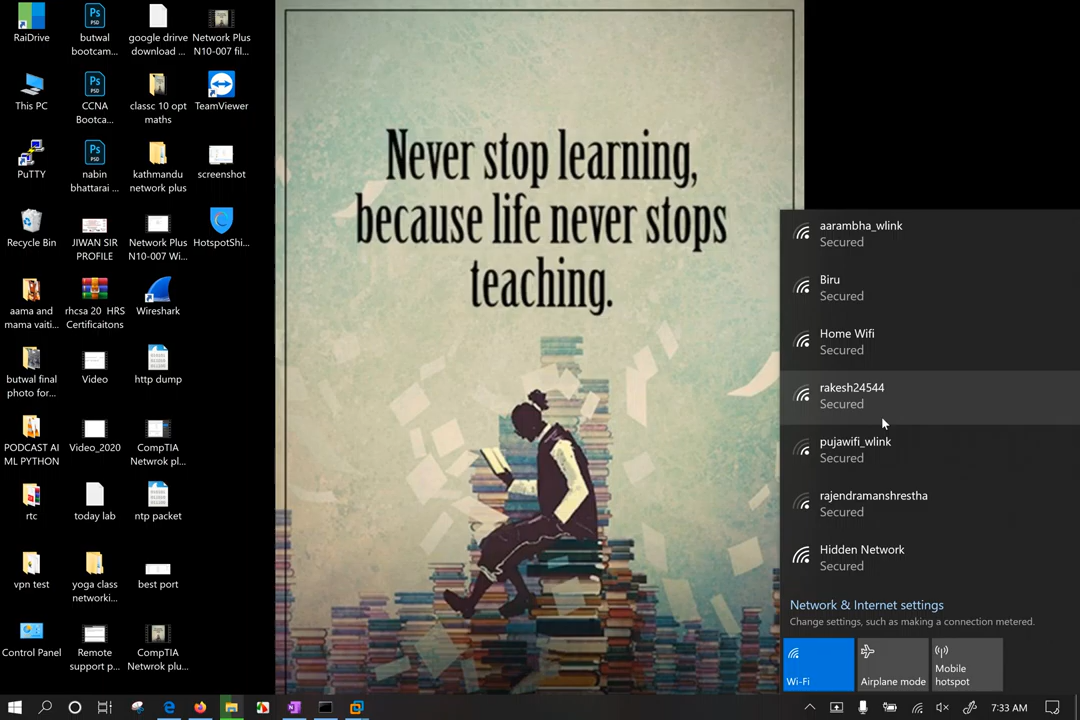 RaiDrive
butwal
bootcam...
google drirve
download ...
Network Plus
N10-007 fil...
This PC
CCNA
Bootca...
classc 10 opt
maths
TeamViewer
PuTTY
nabin
bhattarai ...
kathmandu
network plus
screenshot
Recycle Bin
JIWAN SIR
PROFILE
Network Plus
N10-007 Wi...
HotspotShi...
aama and
mama vaiti...
rhcsa 20 HRS
Certificaitons
Wireshark
butwal final
photo for...
Video
http dump
PODCAST AI
ML PYTHON
Video_2020
CompTIA
Netwrok pl...
rtc
today lab
ntp packet
vpn test
yoga class
networki...
best port
Control Panel
Remote
support p...
CompTIA
Netwrok plu...
Never stop learning,
because life never stops
teaching.
aarambha_wlink
Secured
Biru
Secured
Home Wifi
Secured
rakesh24544
Secured
pujawifi_wlink
Secured
rajendramanshrestha
Secured
Hidden Network
Secured
Network & Internet settings
Change settings, such as making a connection metered.
Wi-Fi
Airplane mode
Mobile
hotspot
7:33 AM